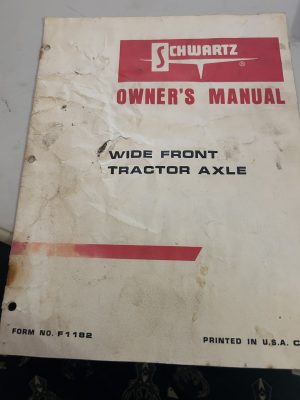 SCHWARTZ ®
OWNER'S MANUAL
WIDE FRONT
TRACTOR AXLE
FORM NO. F1182
PRINTED IN U.S.A.